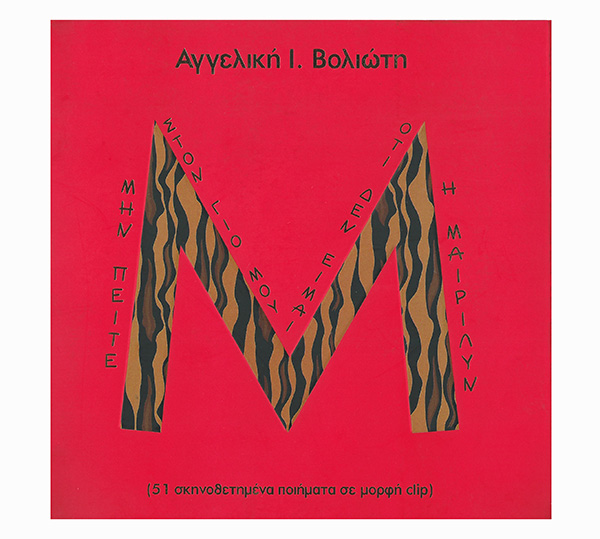 Αγγελική Ι. Βολιώτη
ΜΗΝ ΠΕΙΤΕ
ΣΤΟΝ ΓΙΟ ΜΟΥ
ΟΤΙ ΔΕΝ ΕΙΜΑΙ
Η ΜΑΙΡΙΛΥΝ
Μ
(51 σκηνοθετημένα ποιήματα σε μορφή clip)